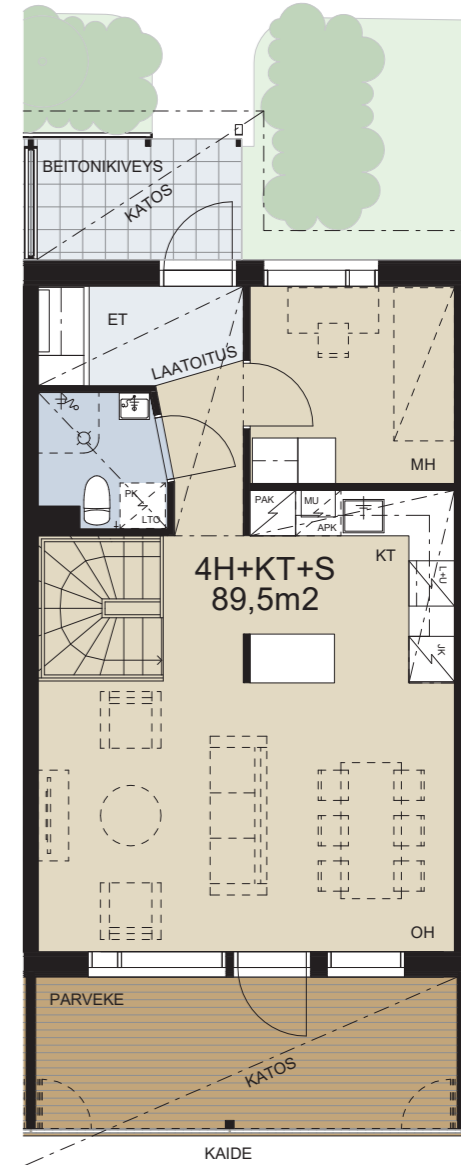 BEITONIKIVEYS
KATOS
ET
LAATOITUS
MH
PK
LTO
PAK
MU
APK
KT
L+U
JK
4H+KT+S
89,5m2
OH
PARVEKE
KATOS
KAIDE